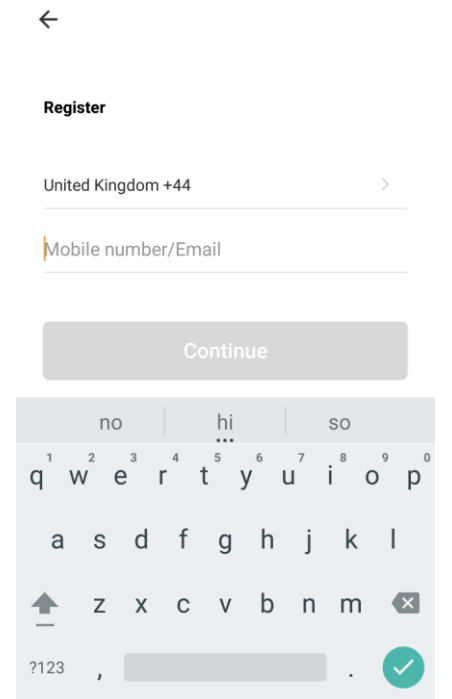 Register
United Kingdom +44
Mobile number/Email
Continue
no hi so
1 2 3 4 5 6 7 8 9 0
q w e r t y u i o p
a s d f g h j k l
z x c v b n m
?123 , .